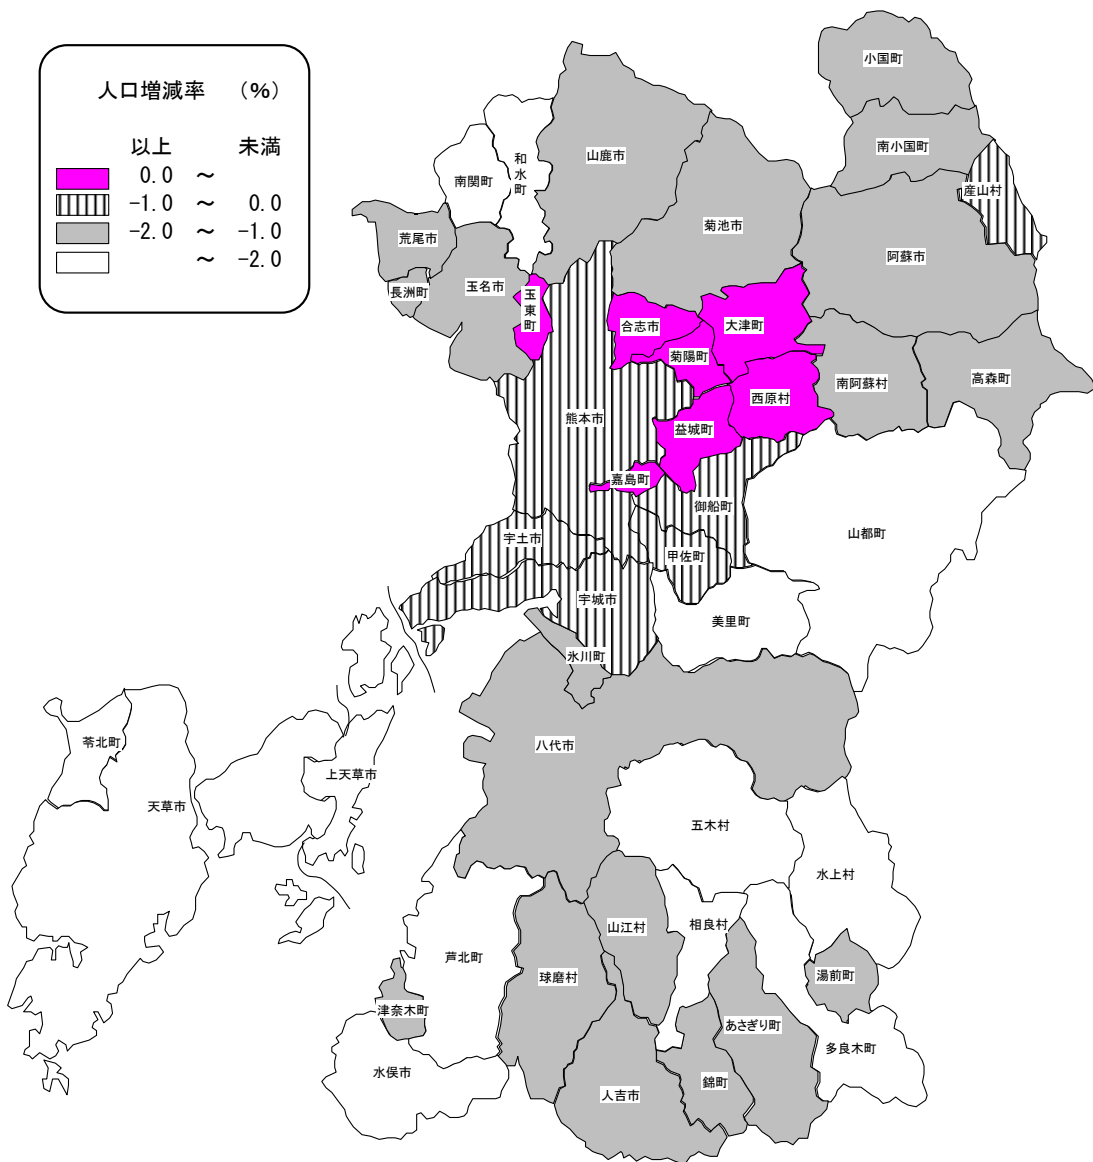 人口増減率 (%)
以上 未満
0.0 ～
-1.0 ～ 0.0
-2.0 ～ -1.0
～ -2.0
小国町
南小国町
産山村
山鹿市
和水町
南関町
菊池市
荒尾市
阿蘇市
長洲町
玉名市
玉東町
合志市
大津町
菊陽町
南阿蘇村
高森町
西原村
熊本市
益城町
嘉島町
御船町
山都町
宇土市
甲佐町
宇城市
美里町
氷川町
苓北町
八代市
上天草市
天草市
五木村
水上村
山江村
相良村
芦北町
球磨村
湯前町
津奈木町
あさぎり町
多良木町
水俣市
錦町
人吉市